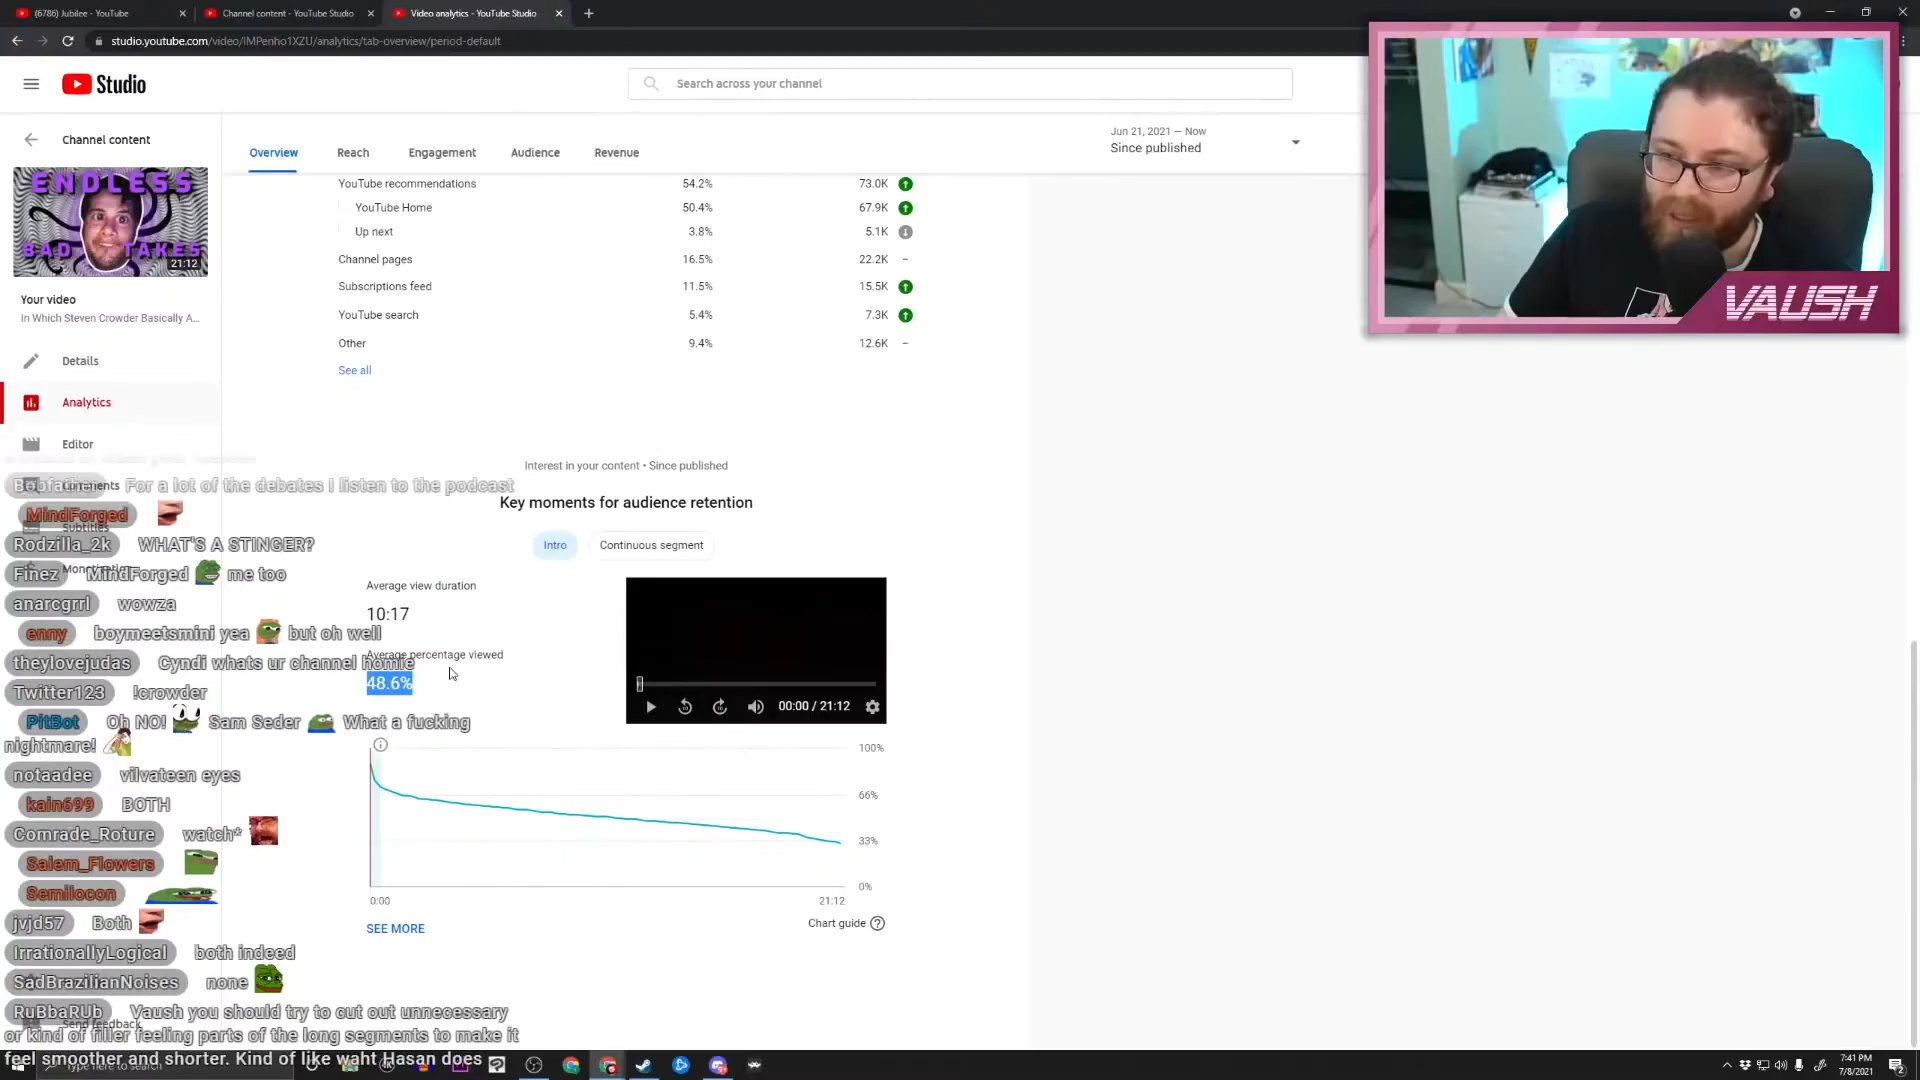 (6786) Jubilee - YouTube
Channel content - YouTube Studio
Video analytics - YouTube Studio
studio.youtube.com/video/IMPenho1XZU/analytics/tab-overview/period-default
Studio
Search across your channel
Channel content
ENDLESS
BAD TAKES
21:12
Your video
In Which Steven Crowder Basically A...
Details
Analytics
Editor
Overview
Reach
Engagement
Audience
Revenue
Jun 21, 2021 — Now
Since published
VAUSH
YouTube recommendations 54.2% 73.0K
YouTube Home 50.4% 67.9K
Up next 3.8% 5.1K
Channel pages 16.5% 22.2K –
Subscriptions feed 11.5% 15.5K
YouTube search 5.4% 7.3K
Other 9.4% 12.6K –
See all
Interest in your content • Since published
Key moments for audience retention
Intro
Continuous segment
Average view duration
10:17
Average percentage viewed
48.6%
00:00 / 21:12
100%
66%
33%
0%
0:00
21:12
SEE MORE
Chart guide
Bobfather For a lot of the debates I listen to the podcast
Comments
MindForged
Subtitles
Rodzilla_2k WHAT'S A STINGER?
Finez MindForged me too
anarcgrrl wowza
enny boymeetsmini yea but oh well
theylovejudas Cyndi whats ur channel homie
Twitter123 !crowder
PitBot Oh NO! Sam Seder What a fucking
nightmare!
notaadee vilvateen eyes
kain699 BOTH
Comrade_Roture watch*
Salem_Flowers
Semilocon
jvjd57 Both
IrrationallyLogical both indeed
SadBrazilianNoises none
RuBbaRUb Vaush you should try to cut out unnecessary
Send feedback
or kind of filler feeling parts of the long segments to make it
feel smoother and shorter. Kind of like waht Hasan does
Type here to search
7:41 PM
7/8/2021